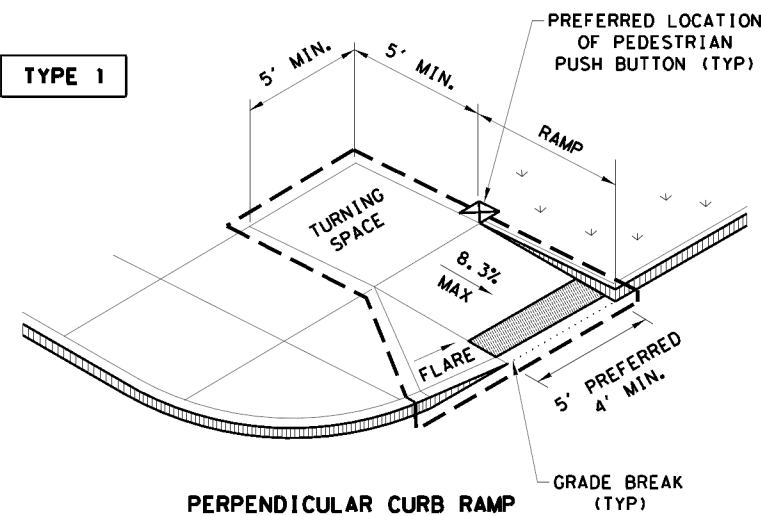 PREFERRED LOCATION
OF PEDESTRIAN
PUSH BUTTON (TYP)
TYPE 1
5' MIN.
5' MIN.
RAMP
TURNING
SPACE
8.3%
MAX
FLARE
5' PREFERRED
4' MIN.
GRADE BREAK
(TYP)
PERPENDICULAR CURB RAMP